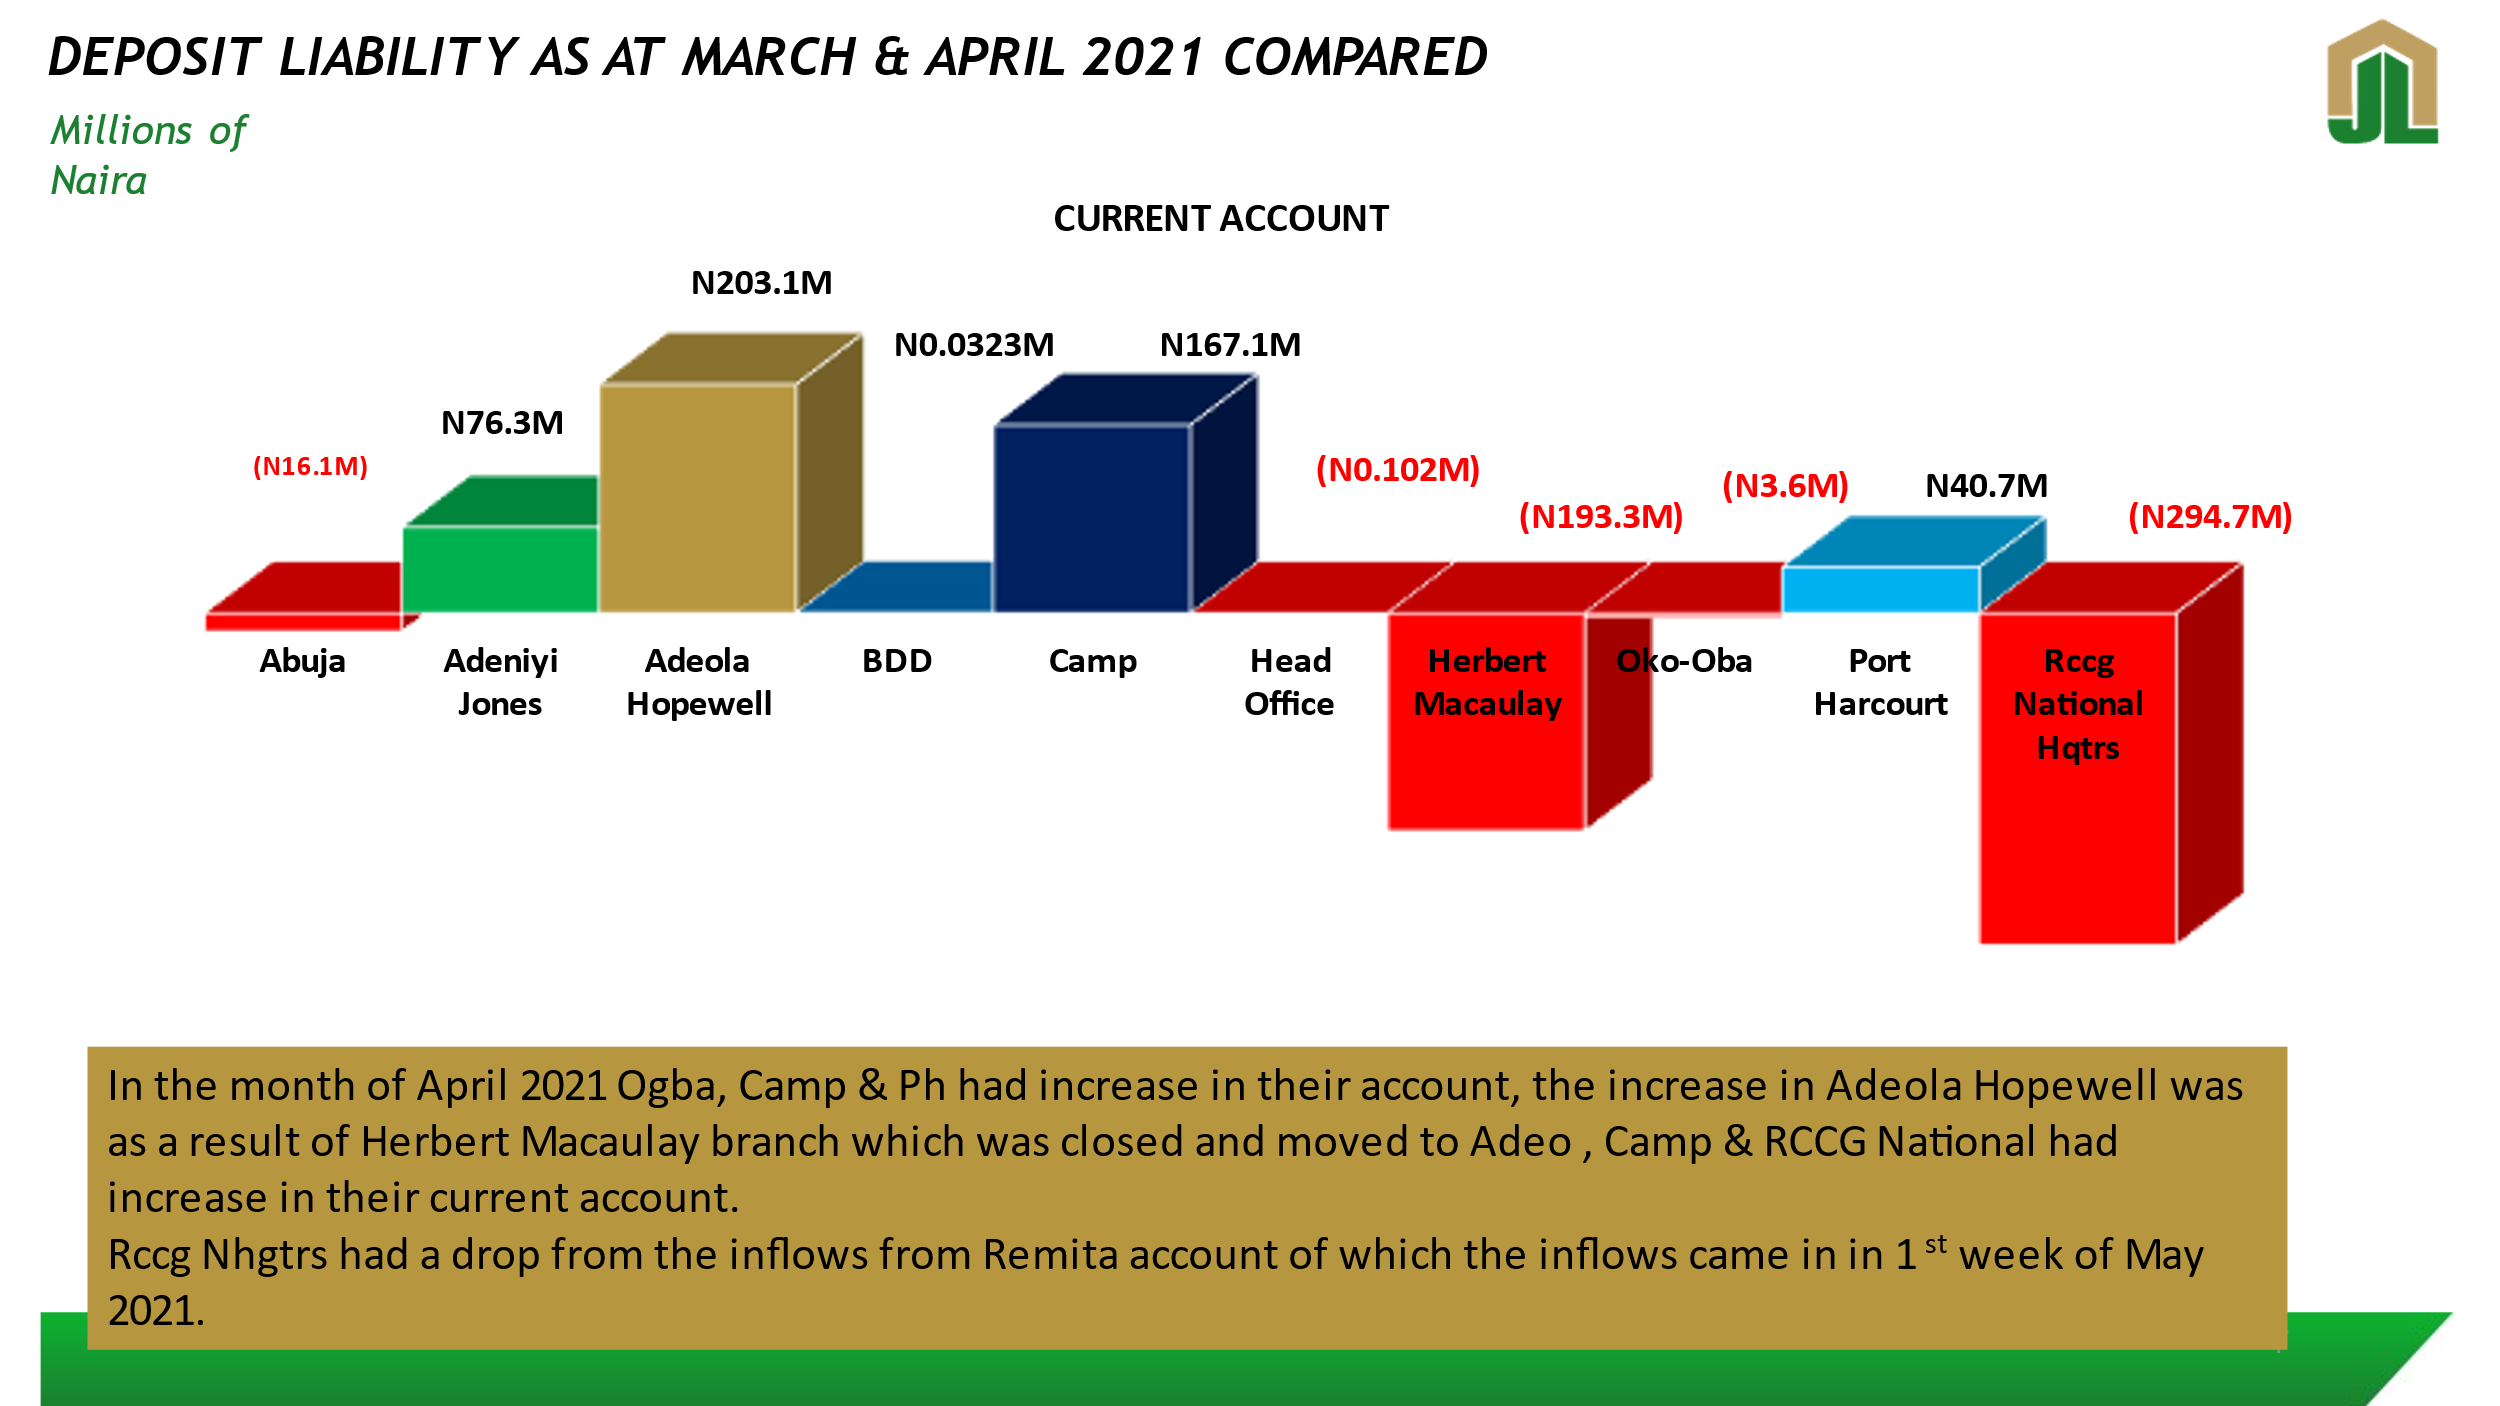 DEPOSIT LIABILITY AS AT MARCH & APRIL 2021 COMPARED
Millions of
Naira
CURRENT ACCOUNT
N203.1M
N0.0323M
N167.1M
N76.3M
(N16.1M)
(N0.102M)
(N193.3M)
(N3.6M)
N40.7M
(N294.7M)
Abuja
Adeniyi
Jones
Adeola
Hopewell
BDD
Camp
Head
Office
Herbert
Macaulay
Oko-Oba
Port
Harcourt
Rccg
National
Hqtrs
In the month of April 2021 Ogba, Camp & Ph had increase in their account, the increase in Adeola Hopewell was
as a result of Herbert Macaulay branch which was closed and moved to Adeo , Camp & RCCG National had
increase in their current account.
Rccg Nhgtrs had a drop from the inflows from Remita account of which the inflows came in in 1 st week of May
2021.
JL